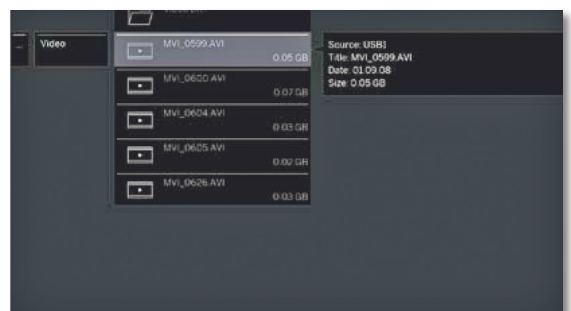 Video
MVI_0599.AVI
0.05 GB
MVI_0600.AVI
0.07 GB
MVI_0604.AVI
0.03 GB
MVI_0605.AVI
0.02 GB
MVI_0626.AVI
0.03 GB
Source: USB1
Title: MVI_0599.AVI
Date: 01.09.08
Size: 0.05 GB